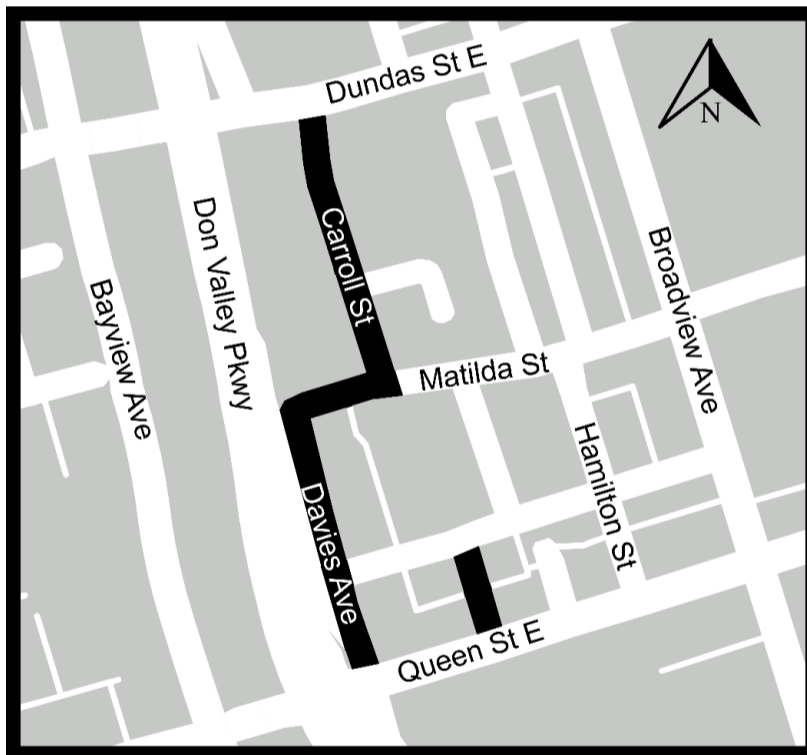 Dundas St E
N
Don Valley Pkwy
Carroll St
Broadview Ave
Bayview Ave
Matilda St
Hamilton St
Davies Ave
Queen St E